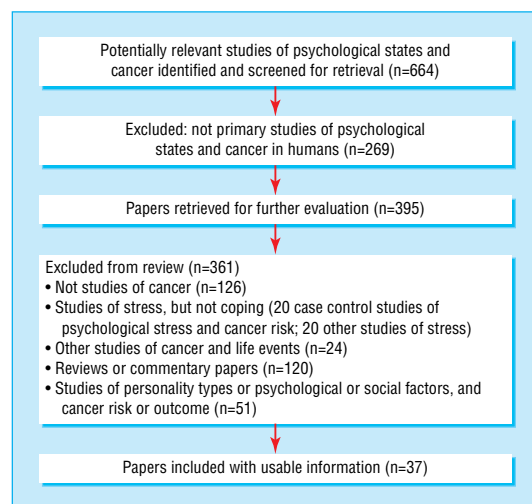 Potentially relevant studies of psychological states and
cancer identified and screened for retrieval (n=664)
Excluded: not primary studies of psychological
states and cancer in humans (n=269)
Papers retrieved for further evaluation (n=395)
Excluded from review (n=361)
• Not studies of cancer (n=126)
• Studies of stress, but not coping (20 case control studies of
psychological stress and cancer risk; 20 other studies of stress)
• Other studies of cancer and life events (n=24)
• Reviews or commentary papers (n=120)
• Studies of personality types or psychological or social factors, and
cancer risk or outcome (n=51)
Papers included with usable information (n=37)